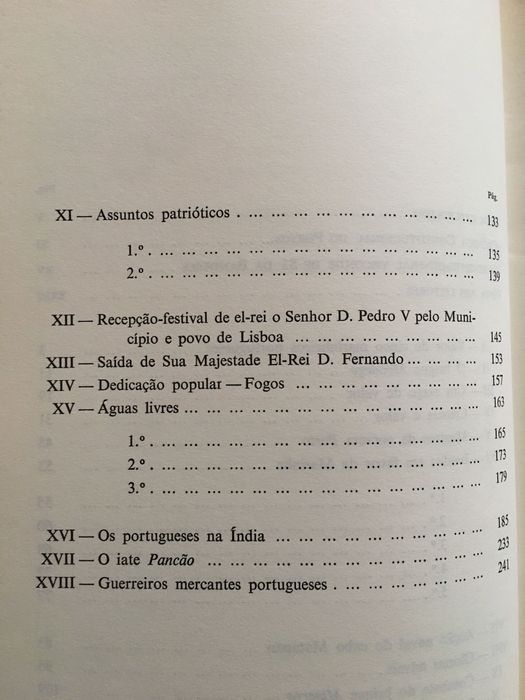 Pág.
XI — Assuntos patrióticos . ... ... ... ... ... ... ... ... ... ... ... 133
1.º . ... ... ... ... ... ... ... ... ... ... ... ... ... ... ... 135
2.º . ... ... ... ... ... ... ... ... ... ... ... ... ... ... ... 139
XII — Recepção-festival de el-rei o Senhor D. Pedro V pelo Muni-
cípio e povo de Lisboa ... ... ... ... ... ... ... ... ... 145
XIII — Saída de Sua Majestade El-Rei D. Fernando ... ... ... ... 153
XIV — Dedicação popular — Fogos ... ... ... ... ... ... ... ... ... 157
XV — Águas livres ... ... ... ... ... ... ... ... ... ... ... ... ... ... 163
1.º . ... ... ... ... ... ... ... ... ... ... ... ... ... ... ... 165
2.º . ... ... ... ... ... ... ... ... ... ... ... ... ... ... ... 173
3.º . ... ... ... ... ... ... ... ... ... ... ... ... ... ... ... 179
XVI — Os portugueses na Índia ... ... ... ... ... ... ... ... ... ... 185
XVII — O iate Pancão ... ... ... ... ... ... ... ... ... ... ... ... ... 233
XVIII — Guerreiros mercantes portugueses . ... ... ... ... ... ... ... 241